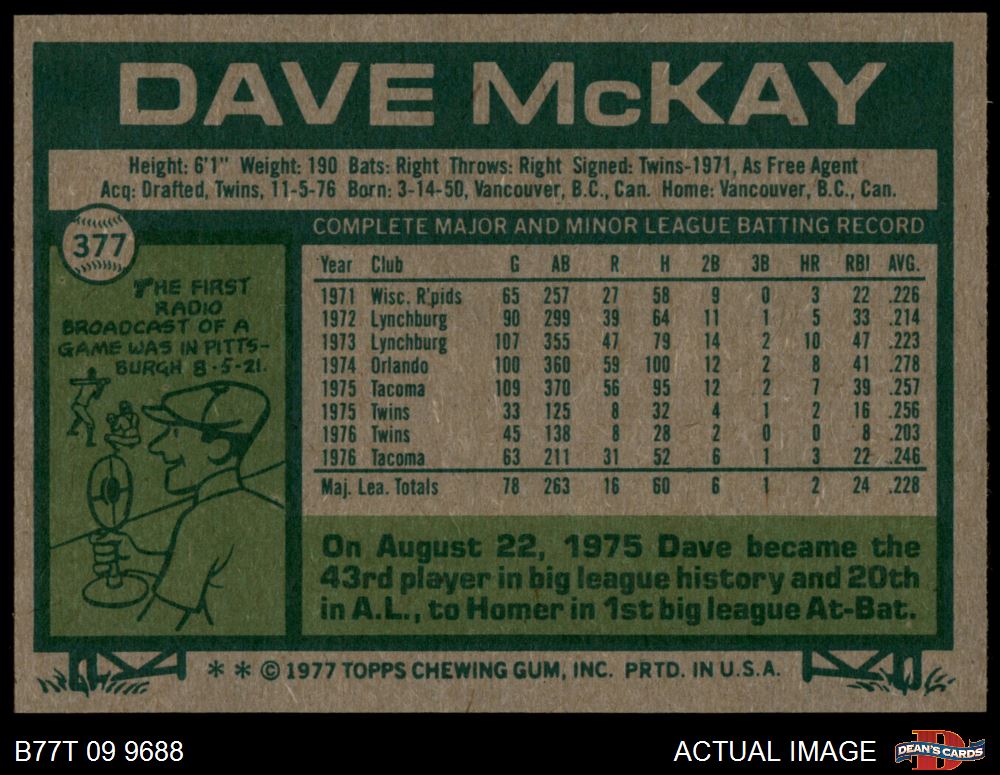 DAVE McKAY
Height: 6'1" Weight: 190 Bats: Right Throws: Right Signed: Twins-1971, As Free Agent
Acq: Drafted, Twins, 11-5-76 Born: 3-14-50, Vancouver, B.C., Can. Home: Vancouver, B.C., Can.
377
THE FIRST
RADIO
BROADCAST OF A
GAME WAS IN PITTS-
BURGH 8-5-21.
COMPLETE MAJOR AND MINOR LEAGUE BATTING RECORD
Year Club G AB R H 2B 3B HR RBI AVG.
1971 Wisc. R'pids 65 257 27 58 9 0 3 22 .226
1972 Lynchburg 90 299 39 64 11 1 5 33 .214
1973 Lynchburg 107 355 47 79 14 2 10 47 .223
1974 Orlando 100 360 59 100 12 2 8 41 .278
1975 Tacoma 109 370 56 95 12 2 7 39 .257
1975 Twins 33 125 8 32 4 1 2 16 .256
1976 Twins 45 138 8 28 2 0 0 8 .203
1976 Tacoma 63 211 31 52 6 1 3 22 .246
Maj. Lea. Totals 78 263 16 60 6 1 2 24 .228
On August 22, 1975 Dave became the
43rd player in big league history and 20th
in A.L., to Homer in 1st big league At-Bat.
* * © 1977 TOPPS CHEWING GUM, INC. PRTD. IN U.S.A.
B77T 09 9688
ACTUAL IMAGE
D
DEAN'S CARDS